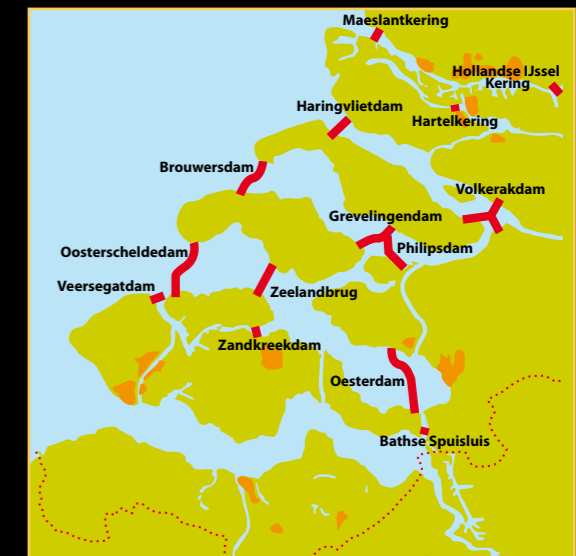 Maeslantkering
Hollandse IJssel
Kering
Haringvlietdam
Hartelkering
Brouwersdam
Volkerakdam
Grevelingendam
Oosterscheldedam
Philipsdam
Veersegatdam
Zeelandbrug
Zandkreekdam
Oesterdam
Bathse Spuisluis